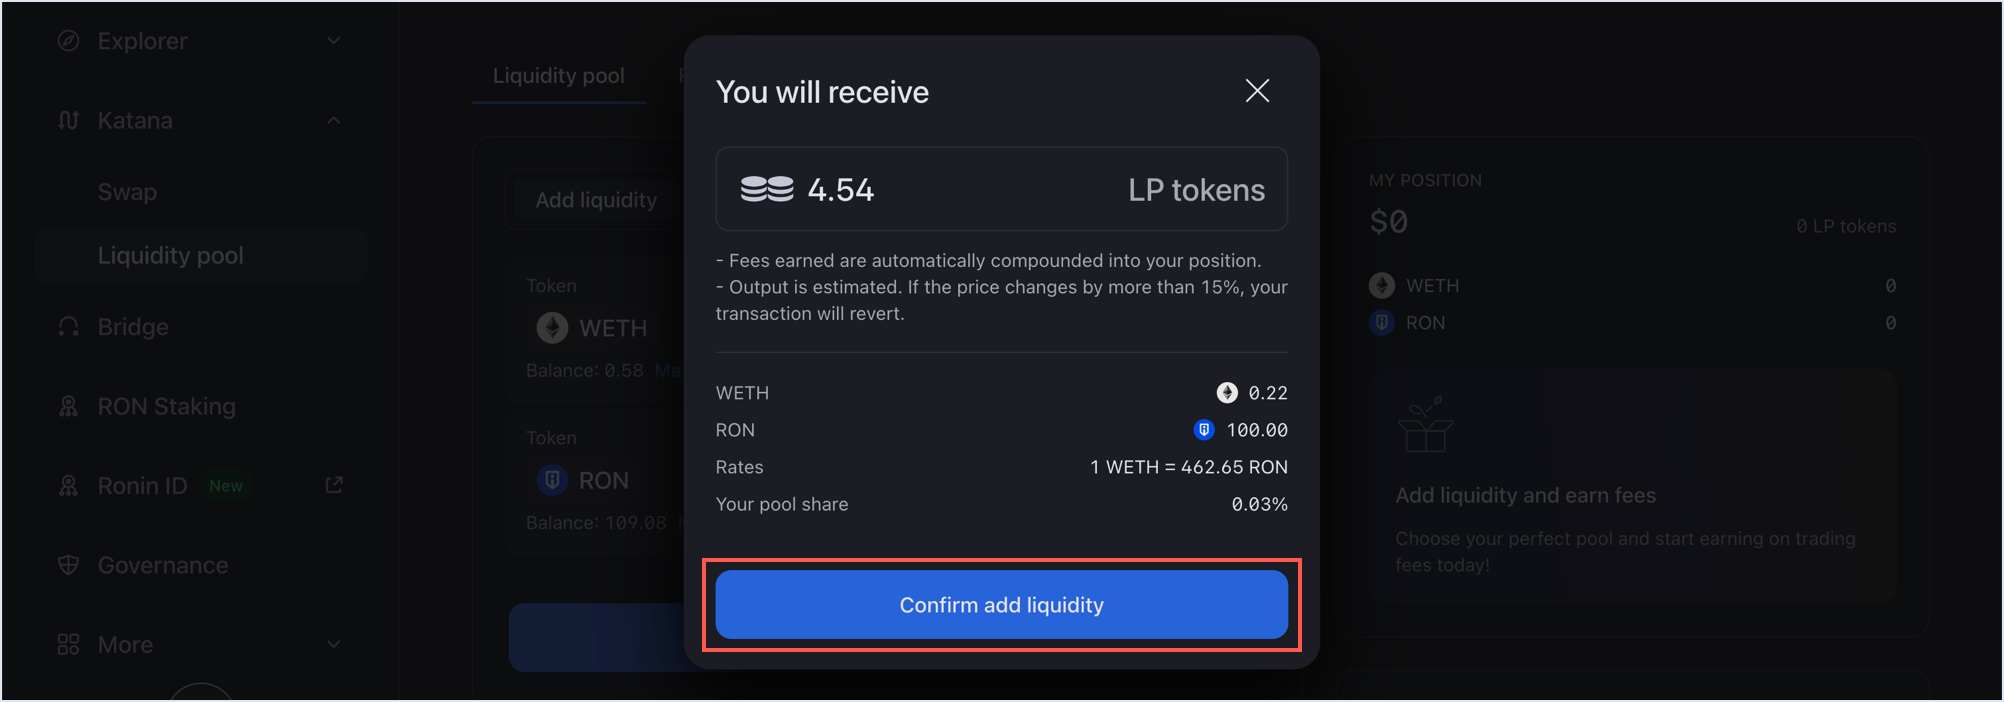 Explorer
Katana
Swap
Liquidity pool
Bridge
RON Staking
Ronin ID New
Governance
More
Liquidity pool
Add liquidity
Token
WETH
Balance: 0.58
Token
RON
Balance: 109.08
You will receive
4.54 LP tokens
- Fees earned are automatically compounded into your position.
- Output is estimated. If the price changes by more than 15%, your
transaction will revert.
WETH 0.22
RON 100.00
Rates 1 WETH = 462.65 RON
Your pool share 0.03%
Confirm add liquidity
MY POSITION
$0 0 LP tokens
WETH 0
RON 0
Add liquidity and earn fees
Choose your perfect pool and start earning on trading
fees today!